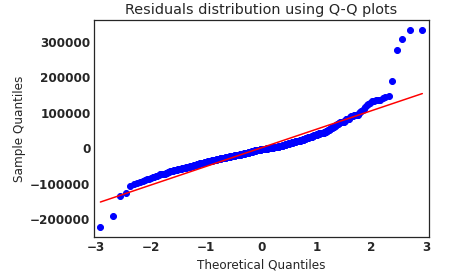 Residuals distribution using Q-Q plots
300000
200000
100000
0
−100000
−200000
Sample Quantiles
−3 −2 −1 0 1 2 3
Theoretical Quantiles